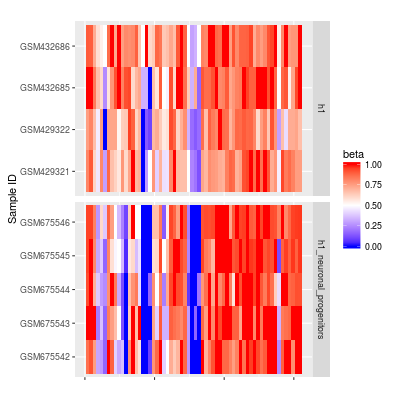 GSM432686
GSM432685
GSM429322
GSM429321
h1
GSM675546
GSM675545
GSM675544
GSM675543
GSM675542
h1_neuronal_progenitors
Sample ID
beta
1.00
0.75
0.50
0.25
0.00